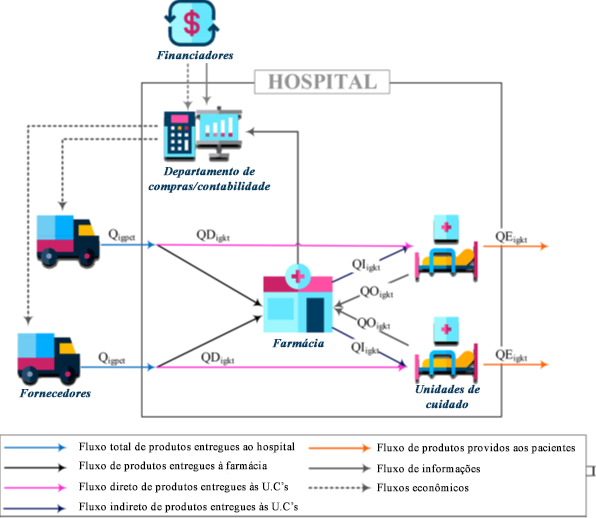 Financiadores
HOSPITAL
Departamento de
compras/contabilidade
Qigpct
QDigkt
QEigkt
QIigkt
QOigkt
QOigkt
Farmácia
QIigkt
Qigpct
QDigkt
QEigkt
Fornecedores
Unidades de
cuidado
Fluxo total de produtos entregues ao hospital
Fluxo de produtos entregues à farmácia
Fluxo direto de produtos entregues às U.C's
Fluxo indireto de produtos entregues às U.C's
Fluxo de produtos providos aos pacientes
Fluxo de informações
Fluxos econômicos